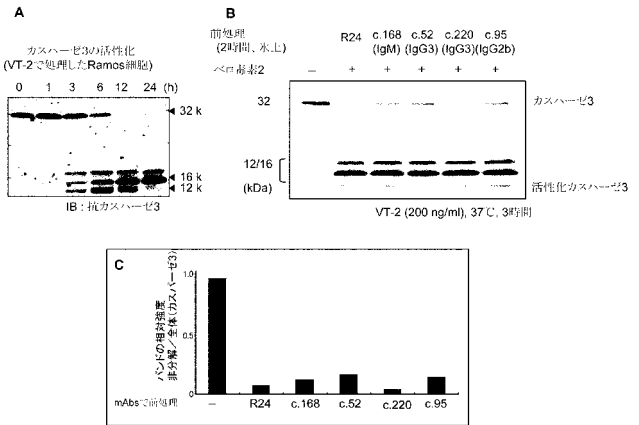 A
カスパーゼ3の活性化
(VT-2で処理したRamos細胞)
0 1 3 6 12 24 (h)
32 k
16 k
12 k
IB : 抗カスパーゼ3
B
前処理
(2時間、氷上)
R24 c.168 c.52 c.220 c.95
(IgM) (IgG3) (IgG3) (IgG2b)
ベロ毒素2 − + + + + +
32
カスパーゼ3
12/16
(kDa)
活性化カスパーゼ3
VT-2 (200 ng/ml), 37℃, 3時間
C
バンドの相対強度
非分解/全体(カスパーゼ3)
1.0
0.5
0
mAbsで前処理 − R24 c.168 c.52 c.220 c.95